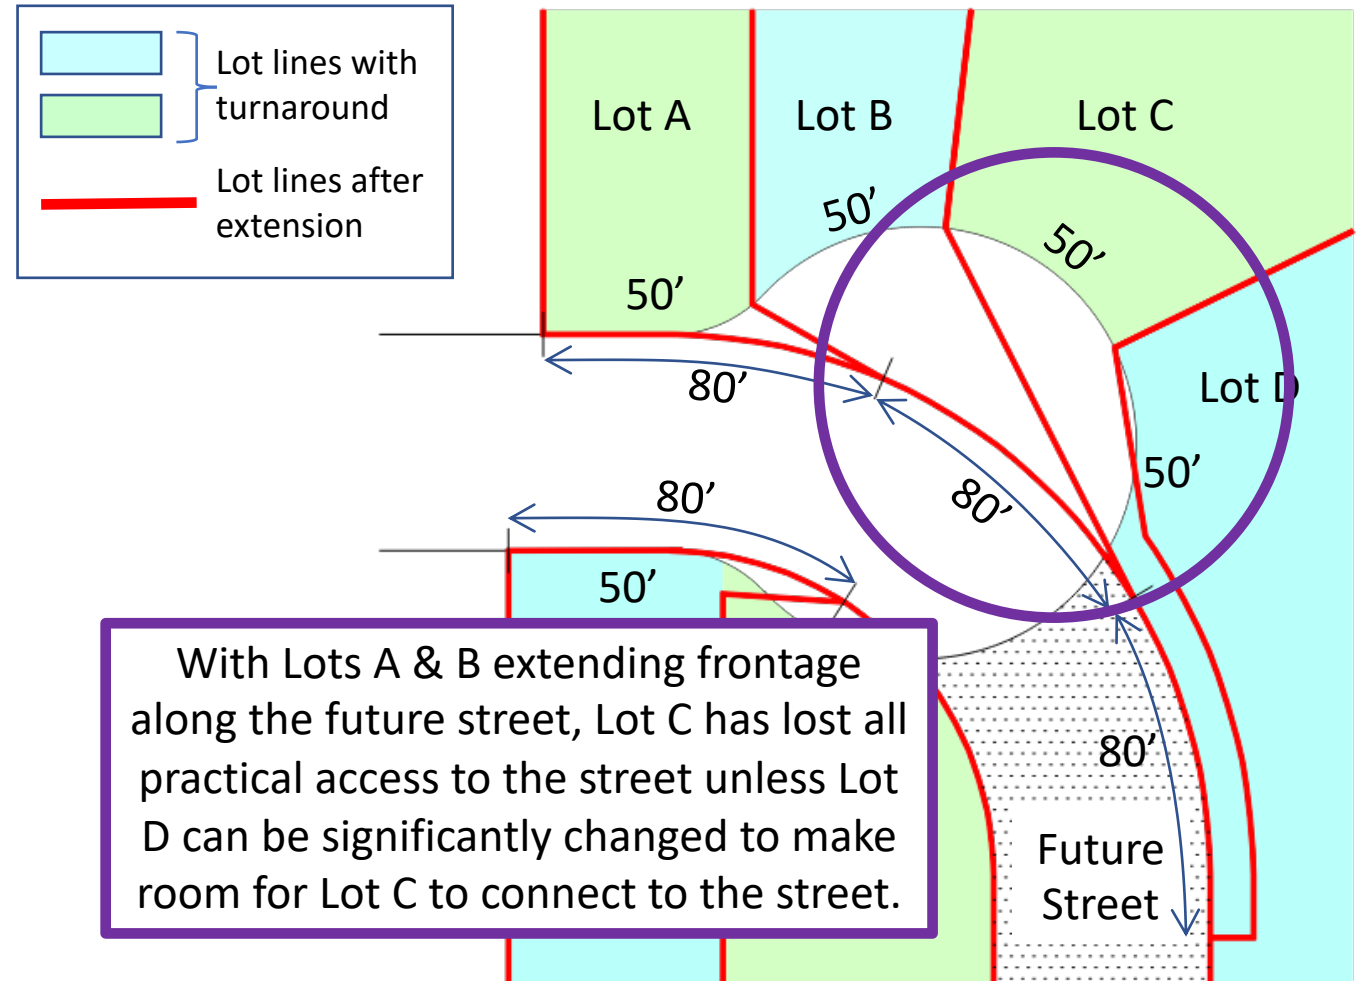 Lot lines with
turnaround
Lot lines after
extension
Lot A
Lot B
Lot C
50’
50’
50’
80’
Lot D
50’
80’
80’
50’
With Lots A & B extending frontage
along the future street, Lot C has lost all
practical access to the street unless Lot
D can be significantly changed to make
room for Lot C to connect to the street.
80’
Future
Street